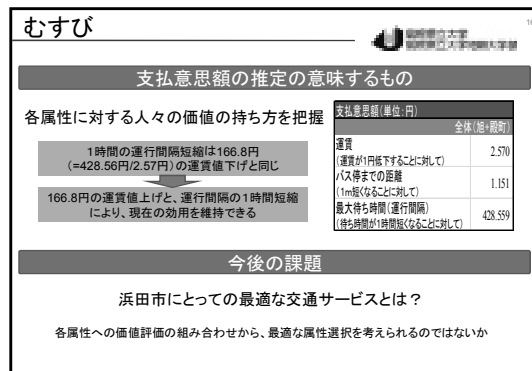 むすび
16
支払意思額の推定の意味するもの
各属性に対する人々の価値の持ち方を把握
1時間の運行間隔短縮は166.8円
(=428.56円/2.57円)の運賃値下げと同じ
166.8円の運賃値上げと、運行間隔の1時間短縮
により、現在の効用を維持できる
支払意思額(単位:円)
全体(旭+殿町)
運賃
(運賃が1円低下することに対して)
2.570
バス停までの距離
(1m短くなることに対して)
1.151
最大待ち時間(運行間隔)
(待ち時間が1時間短くなることに対して)
428.559
今後の課題
浜田市にとっての最適な交通サービスとは？
各属性への価値評価の組み合わせから、最適な属性選択を考えられるのではないか